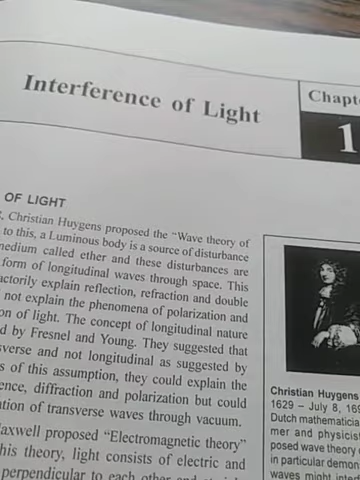 Interference of Light
Chapte
1
OF LIGHT
, Christian Huygens proposed the "Wave theory of
to this, a Luminous body is a source of disturbance
medium called ether and these disturbances are
form of longitudinal waves through space. This
actorily explain reflection, refraction and double
not explain the phenomena of polarization and
on of light. The concept of longitudinal nature
d by Fresnel and Young. They suggested that
verse and not longitudinal as suggested by
s of this assumption, they could explain the
ence, diffraction and polarization but could
ation of transverse waves through vacuum.
axwell proposed "Electromagnetic theory"
his theory, light consists of electric and
perpendicular to each other and
Christian Huygens
1629 – July 8, 169
Dutch mathematicia
mer and physicist
posed wave theory o
in particular demon
waves might interf